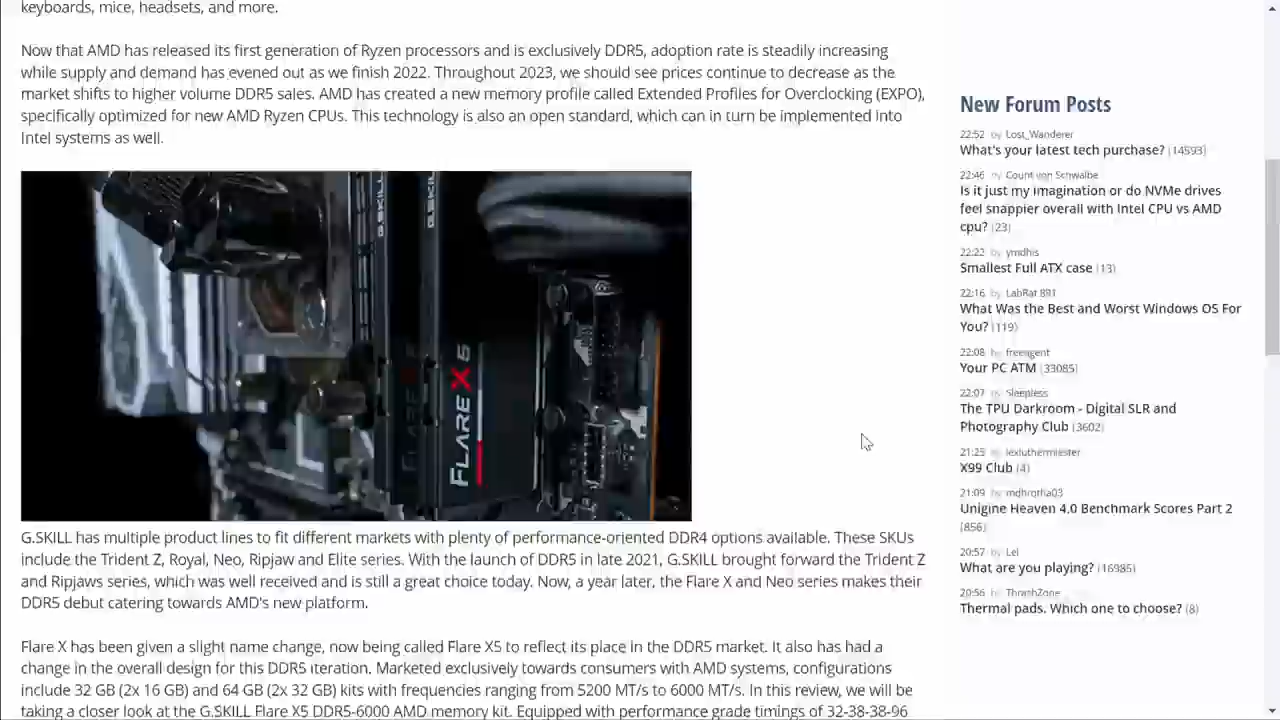 keyboards, mice, headsets, and more.
Now that AMD has released its first generation of Ryzen processors and is exclusively DDR5, adoption rate is steadily increasing
while supply and demand has evened out as we finish 2022. Throughout 2023, we should see prices continue to decrease as the
market shifts to higher volume DDR5 sales. AMD has created a new memory profile called Extended Profiles for Overclocking (EXPO),
specifically optimized for new AMD Ryzen CPUs. This technology is also an open standard, which can in turn be implemented into
Intel systems as well.
G.SKILL
G.SKILL
FLARE X 5
G.SKILL has multiple product lines to fit different markets with plenty of performance-oriented DDR4 options available. These SKUs
include the Trident Z, Royal, Neo, Ripjaw and Elite series. With the launch of DDR5 in late 2021, G.SKILL brought forward the Trident Z
and Ripjaws series, which was well received and is still a great choice today. Now, a year later, the Flare X and Neo series makes their
DDR5 debut catering towards AMD's new platform.
Flare X has been given a slight name change, now being called Flare X5 to reflect its place in the DDR5 market. It also has had a
change in the overall design for this DDR5 iteration. Marketed exclusively towards consumers with AMD systems, configurations
include 32 GB (2x 16 GB) and 64 GB (2x 32 GB) kits with frequencies ranging from 5200 MT/s to 6000 MT/s. In this review, we will be
taking a closer look at the G.SKILL Flare X5 DDR5-6000 AMD memory kit. Equipped with performance grade timings of 32-38-38-96
New Forum Posts
22:52 by Lost_Wanderer
What's your latest tech purchase? (14593)
22:46 by Count von Schwalbe
Is it just my imagination or do NVMe drives
feel snappier overall with Intel CPU vs AMD
cpu? (23)
22:22 by ymdhis
Smallest Full ATX case (13)
22:16 by LabRat 891
What Was the Best and Worst Windows OS For
You? (119)
22:08 by freeagent
Your PC ATM (33085)
22:07 by Sleepless
The TPU Darkroom - Digital SLR and
Photography Club (3602)
21:25 by lexluthermiester
X99 Club (4)
21:09 by mdbrotha03
Unigine Heaven 4.0 Benchmark Scores Part 2
(856)
20:57 by Lei
What are you playing? (16985)
20:56 by ThrashZone
Thermal pads. Which one to choose? (8)